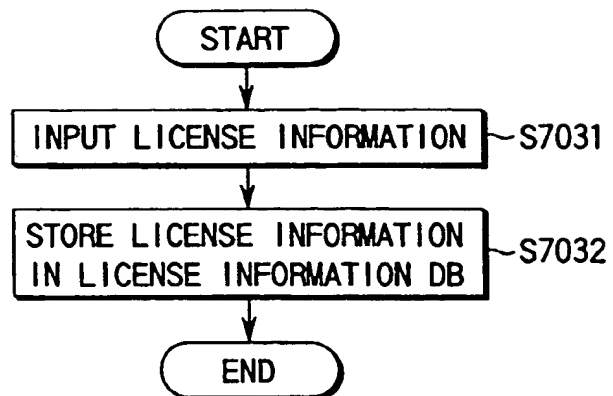 START
INPUT LICENSE INFORMATION
S7031
STORE LICENSE INFORMATION
IN LICENSE INFORMATION DB
S7032
END